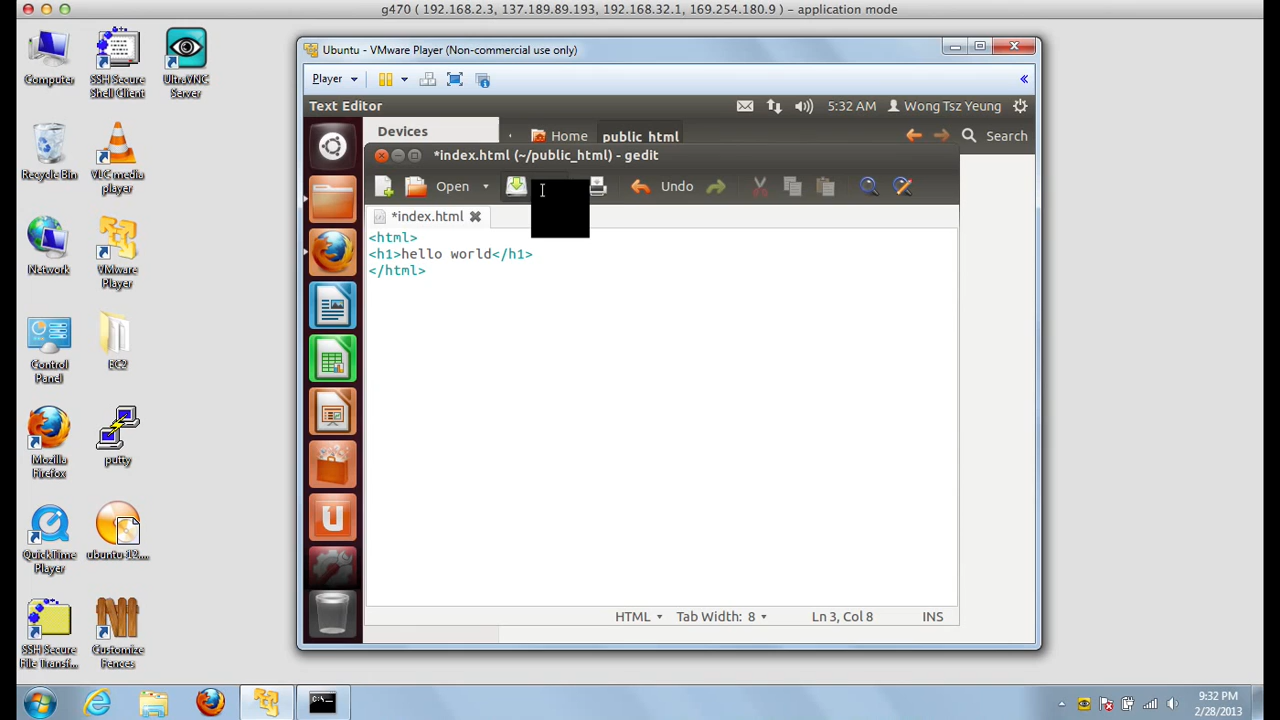 g470 ( 192.168.2.3, 137.189.89.193, 192.168.32.1, 169.254.180.9 ) – application mode
Computer
SSH Secure
Shell Client
UltraVNC
Server
Recycle Bin
VLC media
player
Network
VMware
Player
Control
Panel
EC2
Mozilla
Firefox
putty
QuickTime
Player
ubuntu-12....
SSH Secure
File Transf...
Customize
Fences
Ubuntu - VMware Player (Non-commercial use only)
Player
«
Text Editor
5:32 AM
Wong Tsz Yeung
Devices
Home
public_html
Search
*index.html (~/public_html) - gedit
Open
Undo
*index.html
<html>
<h1>hello world</h1>
</html>
HTML
Tab Width: 8
Ln 3, Col 8
INS
C:\
9:32 PM
2/28/2013